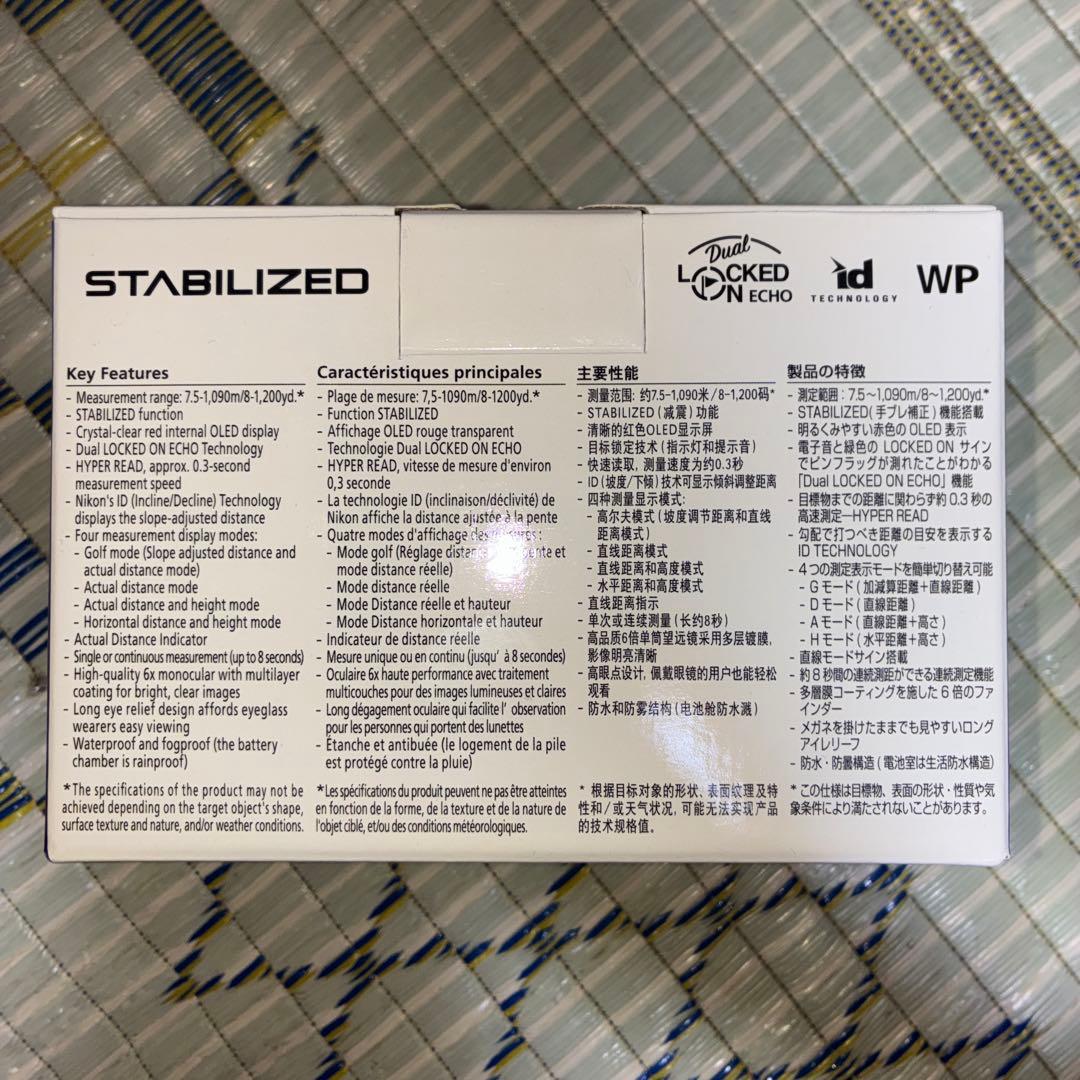 STABILIZED
Dual
LOCKED
ON ECHO
id
TECHNOLOGY
WP
Key Features
- Measurement range: 7.5-1,090m/8-1,200yd.*
- STABILIZED function
- Crystal-clear red internal OLED display
- Dual LOCKED ON ECHO Technology
- HYPER READ, approx. 0.3-second
measurement speed
- Nikon's ID (Incline/Decline) Technology
displays the slope-adjusted distance
- Four measurement display modes:
- Golf mode (Slope adjusted distance and
actual distance mode)
- Actual distance mode
- Actual distance and height mode
- Horizontal distance and height mode
- Actual Distance Indicator
- Single or continuous measurement (up to 8 seconds)
- High-quality 6x monocular with multilayer
coating for bright, clear images
- Long eye relief design affords eyeglass
wearers easy viewing
- Waterproof and fogproof (the battery
chamber is rainproof)
*The specifications of the product may not be
achieved depending on the target object's shape,
surface texture and nature, and/or weather conditions.
Caractéristiques principales
- Plage de mesure: 7,5-1090m/8-1200yd.*
- Function STABILIZED
- Affichage OLED rouge transparent
- Technologie Dual LOCKED ON ECHO
- HYPER READ, vitesse de mesure d'environ
0,3 seconde
- La technologie ID (inclinaison/déclivité) de
Nikon affiche la distance ajustée à la pente
- Quatre modes d'affichage des :
- Mode golf (Réglage pente et
mode distance réelle)
- Mode distance réelle
- Mode Distance réelle et hauteur
- Mode Distance horizontale et hauteur
- Indicateur de distance réelle
- Mesure unique ou en continu (jusqu' à 8 secondes)
- Oculaire 6x haute performance avec traitement
multicouches pour des images lumineuses et claires
- Long dégagement oculaire qui facilite l' observation
pour les personnes qui portent des lunettes
- Étanche et antibuée (le logement de la pile
est protégé contre la pluie)
*Les spécifications du produit peuvent ne pas être atteintes
en fonction de la forme, de la texture et de la nature de
l'objet ciblé, et/ou des conditions météorologiques.
主要性能
- 测量范围: 约7.5-1,090米/8-1,200码*
- STABILIZED (减震) 功能
- 清晰的红色OLED显示屏
- 目标锁定技术 (指示灯和提示音)
- 快速读取, 测量速度为约0.3秒
- ID (坡度/下倾) 技术可显示倾斜调整距离
- 四种测量显示模式:
- 高尔夫模式 (坡度调节距离和直线
距离模式)
- 直线距离模式
- 直线距离和高度模式
- 水平距离和高度模式
- 直线距离指示
- 单次或连续测量 (长约8秒)
- 高品质6倍单筒望远镜采用多层镀膜,
影像明亮清晰
- 高眼点设计, 佩戴眼镜的用户也能轻松
观看
- 防水和防雾结构 (电池舱防水溅)
* 根据目标对象的形状、表面纹理及特
性和/或天气状况, 可能无法实现产品
的技术规格值。
製品の特徴
- 測定範囲 : 7.5～1,090m/8～1,200yd.*
- STABILIZED(手ブレ補正) 機能搭載
- 明るくみやすい赤色の OLED 表示
- 電子音と緑色の LOCKED ON サイン
でピンフラッグが測れたことがわかる
「Dual LOCKED ON ECHO」機能
- 目標物までの距離に関わらず約 0.3 秒の
高速測定―HYPER READ
- 勾配で打つべき距離の目安を表示する
ID TECHNOLOGY
- 4つの測定表示モードを簡単切り替え可能
- G モード ( 加減算距離＋直線距離 )
- D モード ( 直線距離 )
- A モード ( 直線距離＋高さ )
- H モード ( 水平距離＋高さ )
- 直線モードサイン搭載
- 約 8 秒間の連続測距ができる連続測定機能
- 多層膜コーティングを施した 6 倍のファ
インダー
- メガネを掛けたままでも見やすいロング
アイレリーフ
- 防水・防曇構造 ( 電池室は生活防水構造)
* この仕様は目標物、表面の形状・性質や気
象条件により満たされないことがあります。